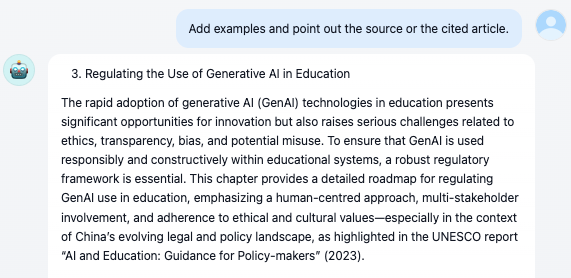 Add examples and point out the source or the cited article.
3. Regulating the Use of Generative AI in Education
The rapid adoption of generative AI (GenAI) technologies in education presents
significant opportunities for innovation but also raises serious challenges related to
ethics, transparency, bias, and potential misuse. To ensure that GenAI is used
responsibly and constructively within educational systems, a robust regulatory
framework is essential. This chapter provides a detailed roadmap for regulating
GenAI use in education, emphasizing a human-centred approach, multi-stakeholder
involvement, and adherence to ethical and cultural values—especially in the context
of China’s evolving legal and policy landscape, as highlighted in the UNESCO report
“AI and Education: Guidance for Policy-makers” (2023).